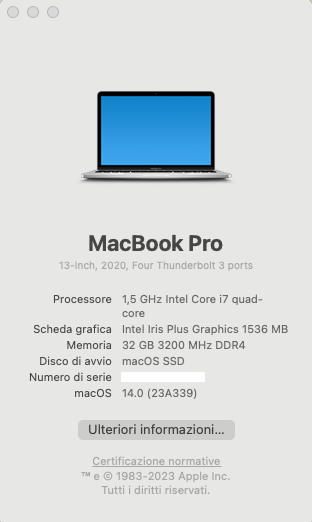 MacBook Pro
13-inch, 2020, Four Thunderbolt 3 ports
Processore 1,5 GHz Intel Core i7 quad-
core
Scheda grafica Intel Iris Plus Graphics 1536 MB
Memoria 32 GB 3200 MHz DDR4
Disco di avvio macOS SSD
Numero di serie
macOS 14.0 (23A339)
Ulteriori informazioni...
Certificazione normative
™ e © 1983-2023 Apple Inc.
Tutti i diritti riservati.